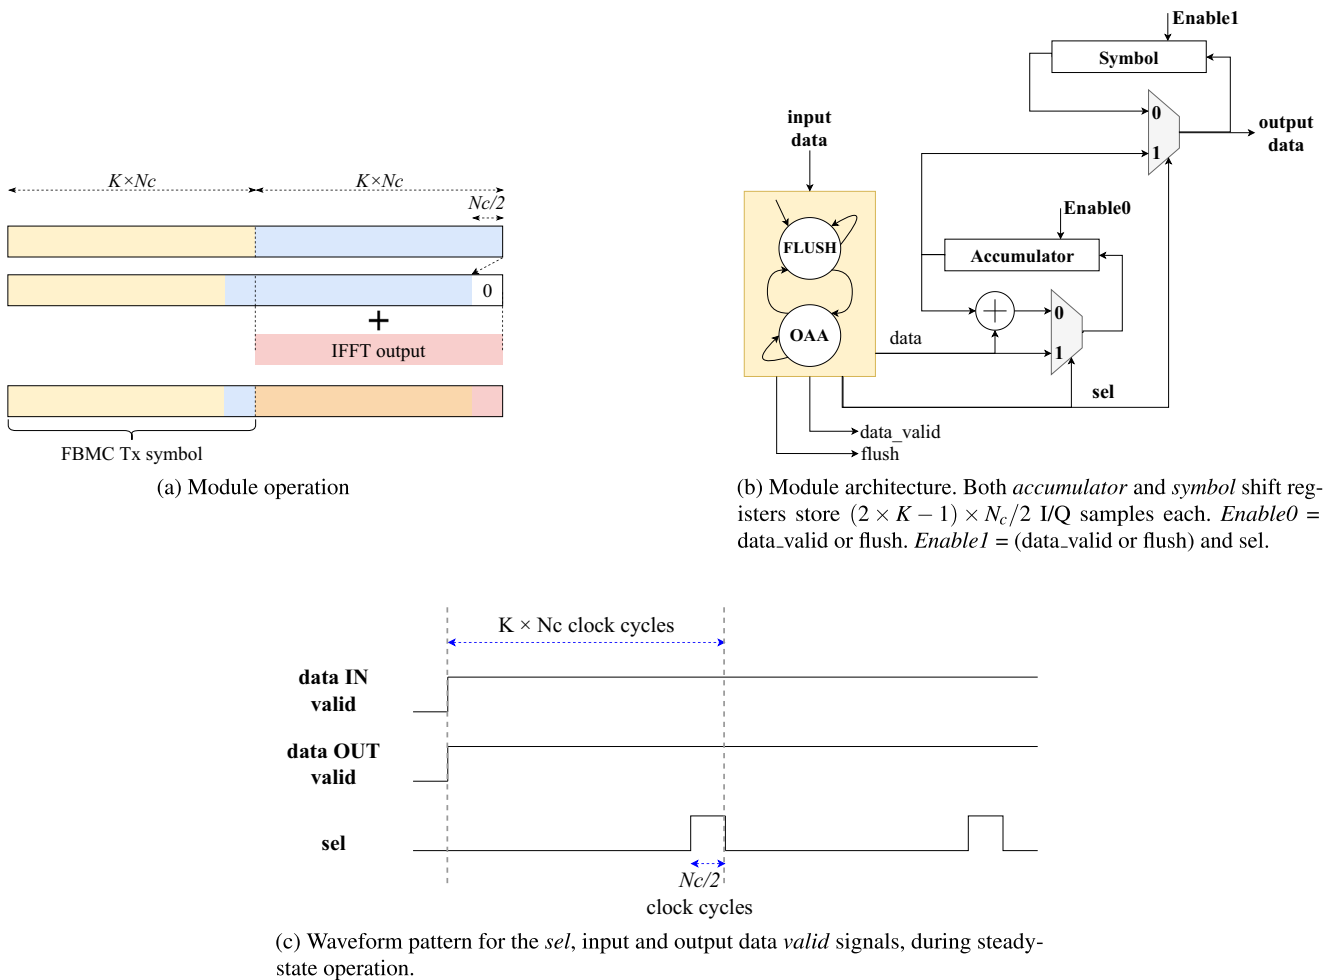 K×Nc
K×Nc
Nc/2
0
+
IFFT output
FBMC Tx symbol
(a) Module operation
Enable1
Symbol
0
1
output
data
input
data
FLUSH
OAA
Enable0
Accumulator
+
0
1
data
sel
data_valid
flush
(b) Module architecture. Both accumulator and symbol shift reg-
isters store (2 × K − 1) × N_c/2 I/Q samples each. Enable0 =
data_valid or flush. Enable1 = (data_valid or flush) and sel.
K × Nc clock cycles
data IN
valid
data OUT
valid
sel
Nc/2
clock cycles
(c) Waveform pattern for the sel, input and output data valid signals, during steady-
state operation.